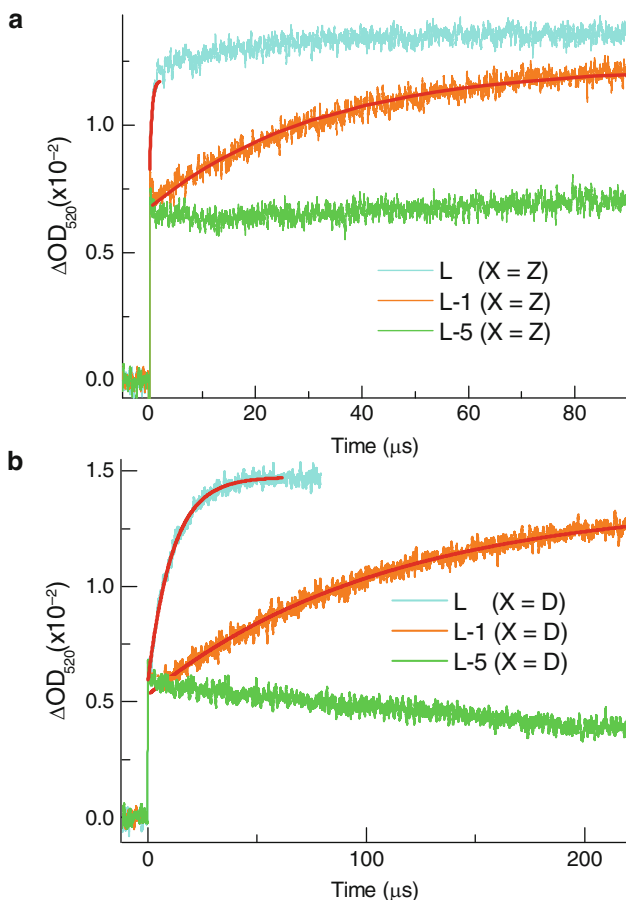 a
ΔOD520(x10⁻²)
1.0
0.5
0.0
L (X = Z)
L-1 (X = Z)
L-5 (X = Z)
0 20 40 60 80
Time (μs)
b
ΔOD520(x10⁻²)
1.5
1.0
0.5
0.0
L (X = D)
L-1 (X = D)
L-5 (X = D)
0 100 200
Time (μs)